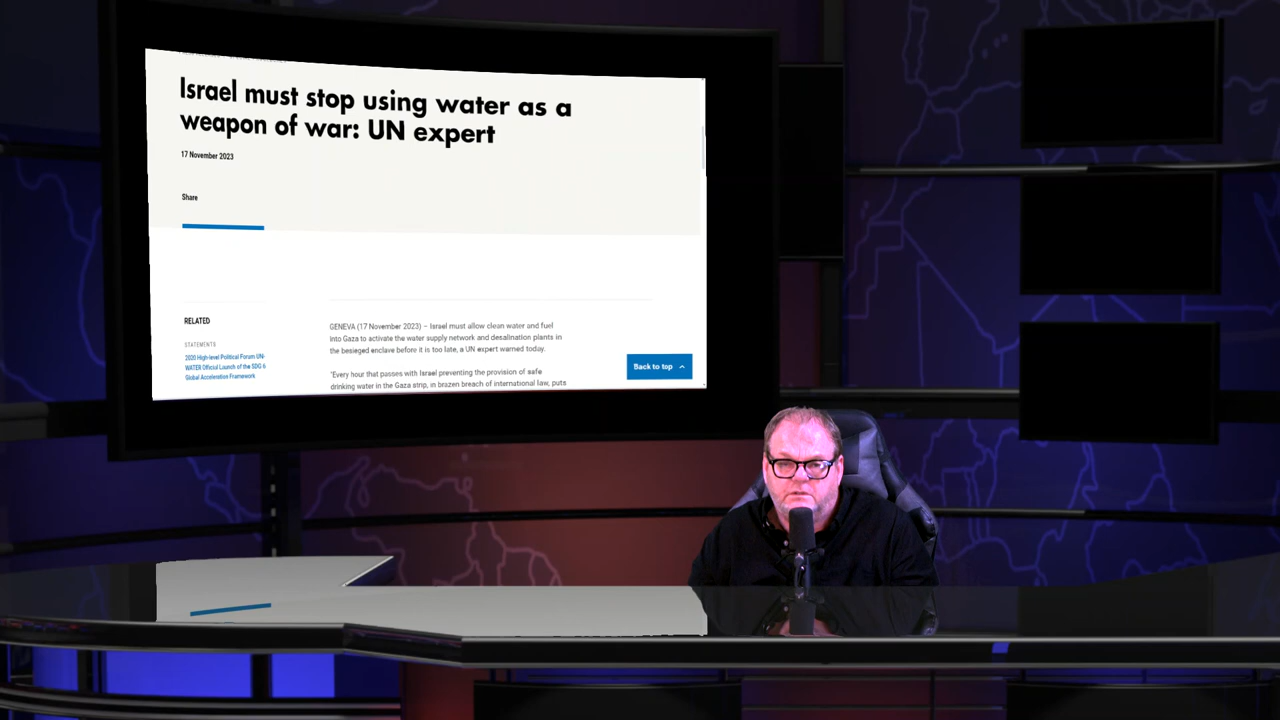 Israel must stop using water as a
weapon of war: UN expert
17 November 2023
Share
RELATED
STATEMENTS
2020 High-level Political Forum UN-
WATER Official Launch of the SDG 6
Global Acceleration Framework
GENEVA (17 November 2023) – Israel must allow clean water and fuel
into Gaza to activate the water supply network and desalination plants in
the besieged enclave before it is too late, a UN expert warned today.
"Every hour that passes with Israel preventing the provision of safe
drinking water in the Gaza strip, in brazen breach of international law, puts
Back to top